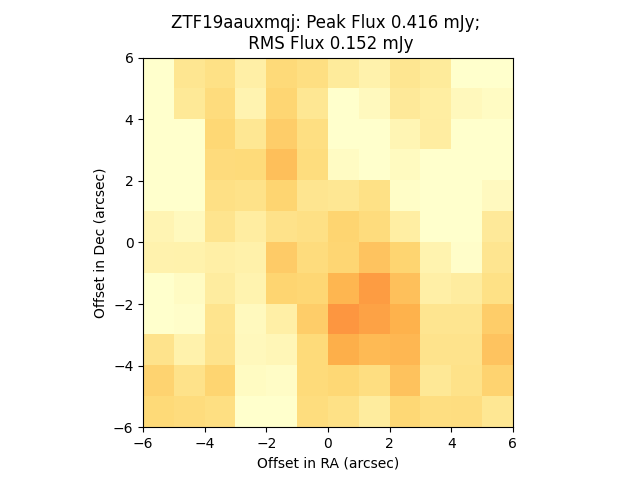 ZTF19aauxmqj: Peak Flux 0.416 mJy;
RMS Flux 0.152 mJy
6
4
2
0
−2
−4
−6
Offset in Dec (arcsec)
−6 −4 −2 0 2 4 6
Offset in RA (arcsec)